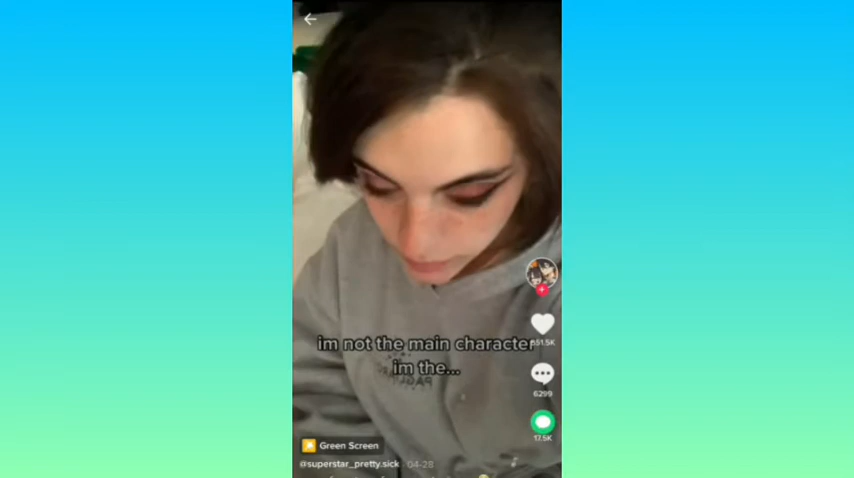 im not the main character
im the...
551.5K
6299
17.5K
Green Screen
@superstar_pretty.sick 04-28